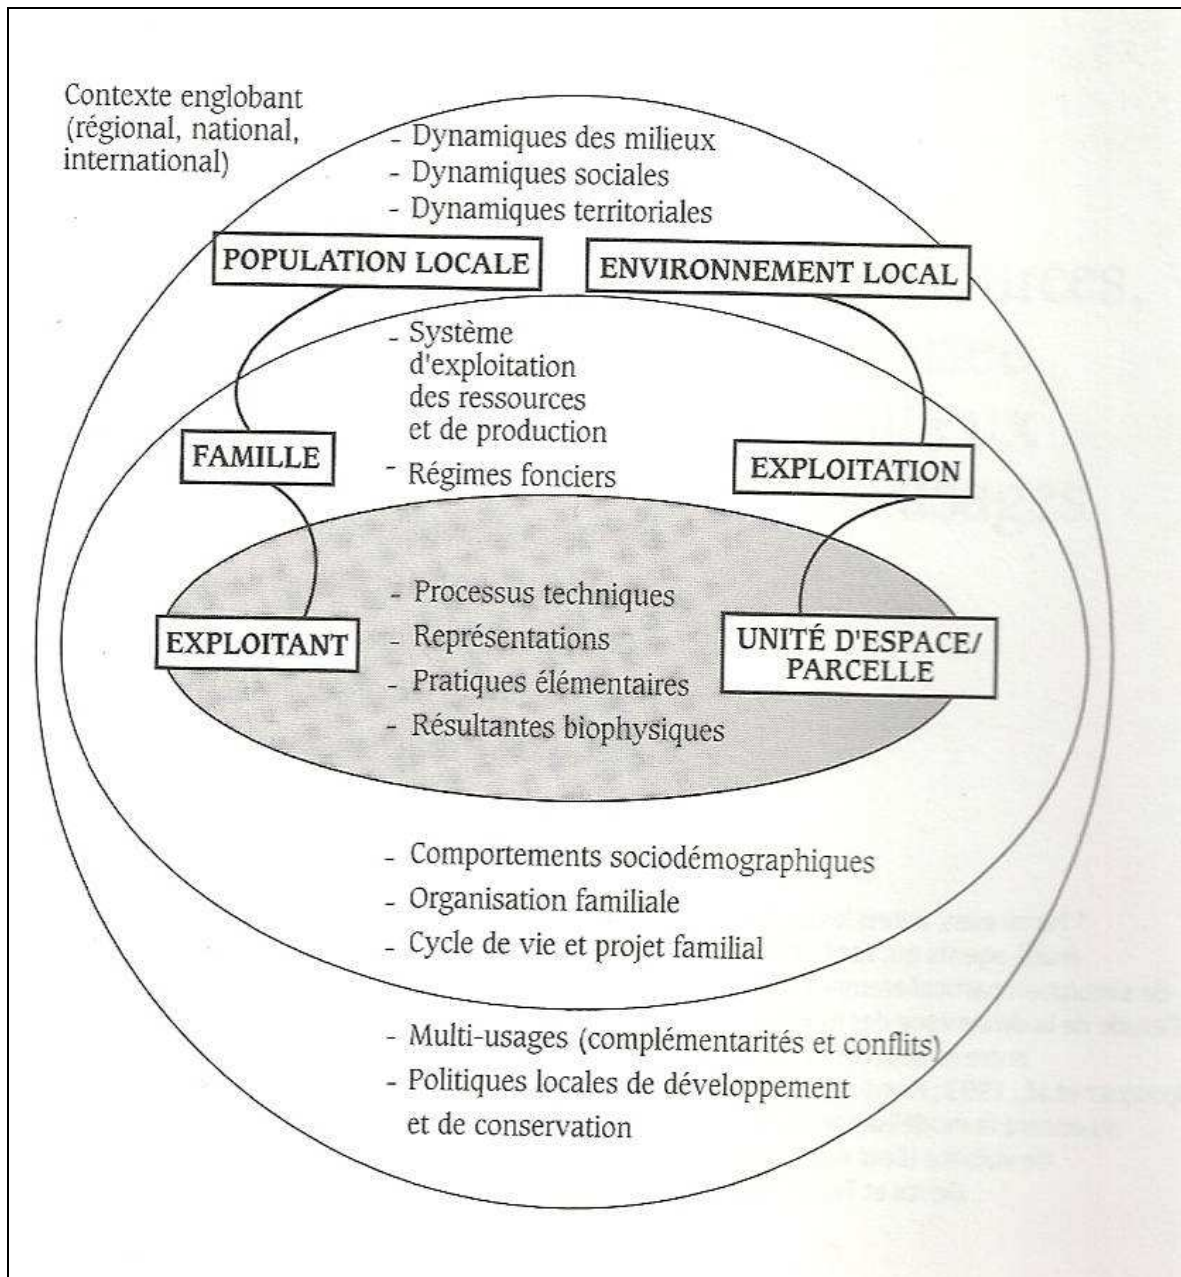 Contexte englobant
(régional, national,
international)
- Dynamiques des milieux
- Dynamiques sociales
- Dynamiques territoriales
POPULATION LOCALE
ENVIRONNEMENT LOCAL
- Système
d'exploitation
des ressources
et de production
- Régimes fonciers
FAMILLE
EXPLOITATION
- Processus techniques
- Représentations
- Pratiques élémentaires
- Résultantes biophysiques
EXPLOITANT
UNITÉ D'ESPACE/
PARCELLE
- Comportements sociodémographiques
- Organisation familiale
- Cycle de vie et projet familial
- Multi-usages (complémentarités et conflits)
- Politiques locales de développement
et de conservation